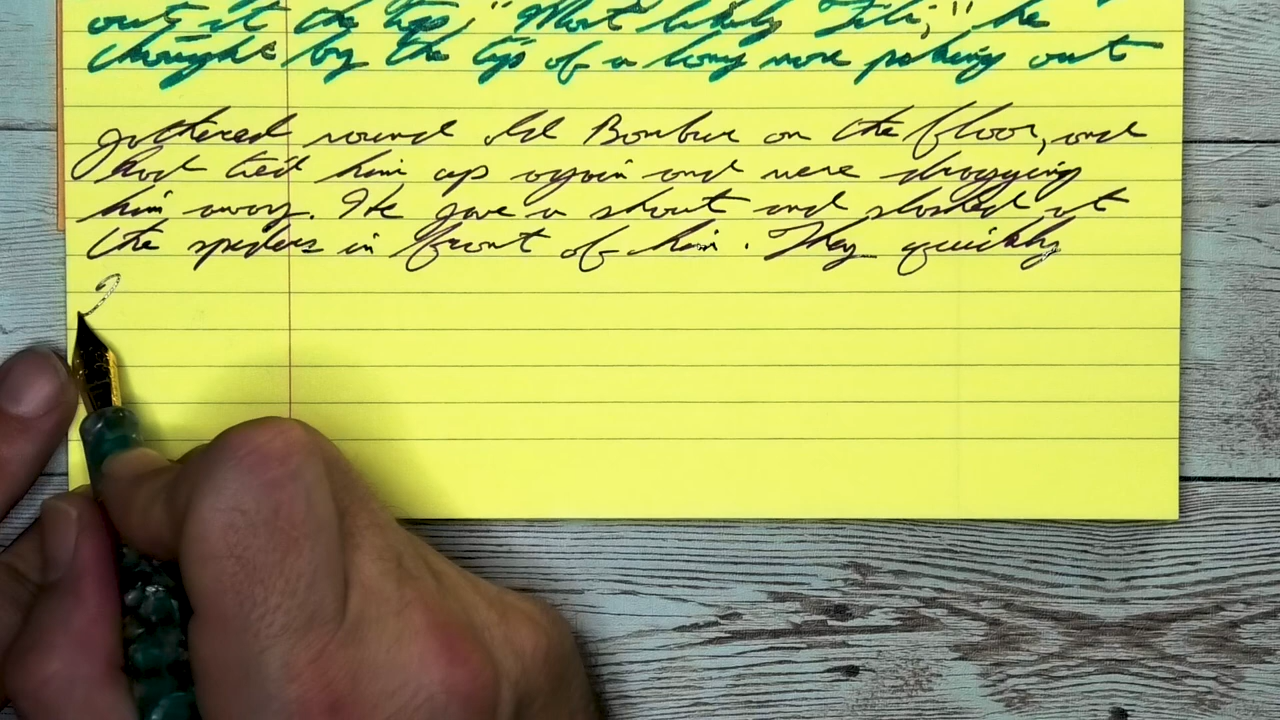 out at the top, "Most likely Fili," he
thought by the tip of a long nose poking out
gathered round old Bombur on the floor, and
had tied him up again and were dragging
him away. He gave a shout and slashed at
the spiders in front of him. They quickly